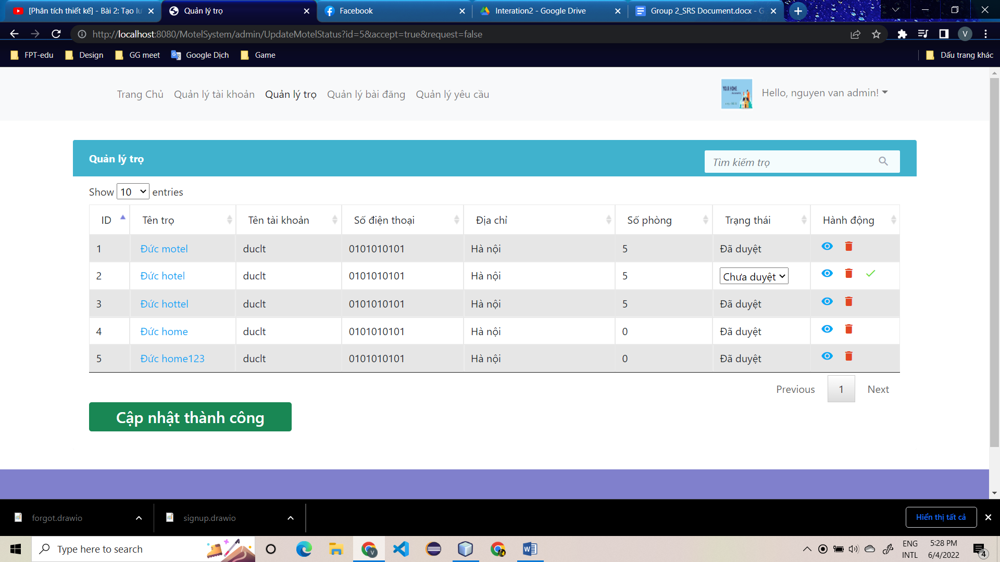 [Phân tích thiết kế] - Bài 2: Tạo lu
Quản lý trọ
Facebook
Interation2 - Google Drive
Group 2_SRS Document.docx - G
http://localhost:8080/MotelSystem/admin/UpdateMotelStatus?id=5&accept=true&request=false
V
FPT-edu
Design
GG meet
Google Dịch
Game
Dấu trang khác
Trang Chủ
Quản lý tài khoản
Quản lý trọ
Quản lý bài đăng
Quản lý yêu cầu
YOUR HOME
Hello, nguyen van admin!
Quản lý trọ
Tìm kiếm trọ
Show 10 entries
ID Tên trọ Tên tài khoản Số điện thoại Địa chỉ Số phòng Trạng thái Hành động
1 Đức motel duclt 0101010101 Hà nội 5 Đã duyệt
2 Đức hotel duclt 0101010101 Hà nội 5 Chưa duyệt
3 Đức hottel duclt 0101010101 Hà nội 5 Đã duyệt
4 Đức home duclt 0101010101 Hà nội 0 Đã duyệt
5 Đức home123 duclt 0101010101 Hà nội 0 Đã duyệt
Previous 1 Next
Cập nhật thành công
forgot.drawio
signup.drawio
Hiển thị tất cả
Type here to search
ENG
INTL
5:28 PM
6/4/2022
4